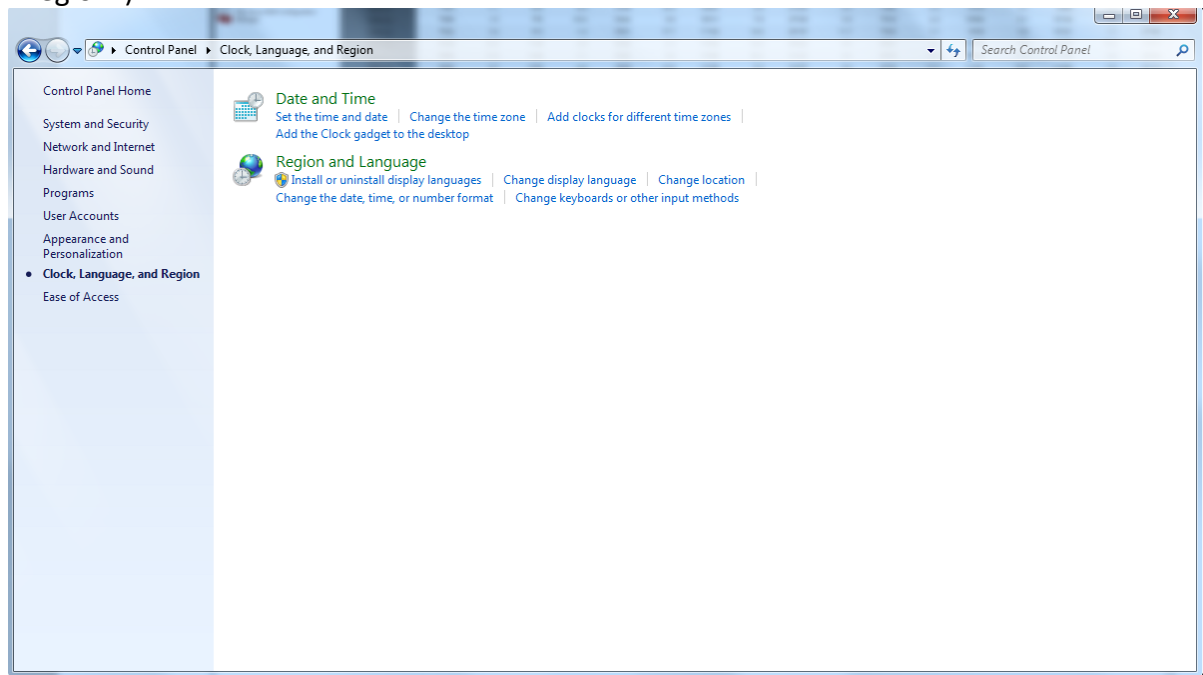 Control Panel ▸ Clock, Language, and Region
Search Control Panel
Control Panel Home
System and Security
Network and Internet
Hardware and Sound
Programs
User Accounts
Appearance and
Personalization
• Clock, Language, and Region
Ease of Access
Date and Time
Set the time and date | Change the time zone | Add clocks for different time zones |
Add the Clock gadget to the desktop
Region and Language
Install or uninstall display languages | Change display language | Change location |
Change the date, time, or number format | Change keyboards or other input methods